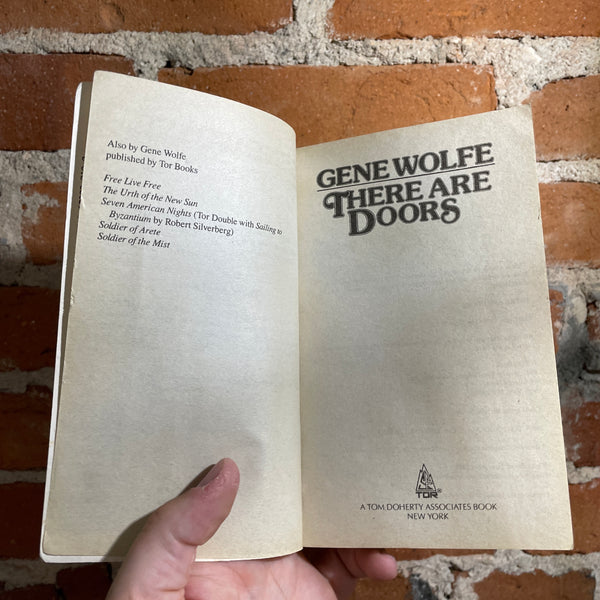 Also by Gene Wolfe
published by Tor Books
Free Live Free
The Urth of the New Sun
Seven American Nights (Tor Double with Sailing to
Byzantium by Robert Silverberg)
Soldier of Arete
Soldier of the Mist
GENE WOLFE
THERE ARE
DOORS
TOR®
A TOM DOHERTY ASSOCIATES BOOK
NEW YORK